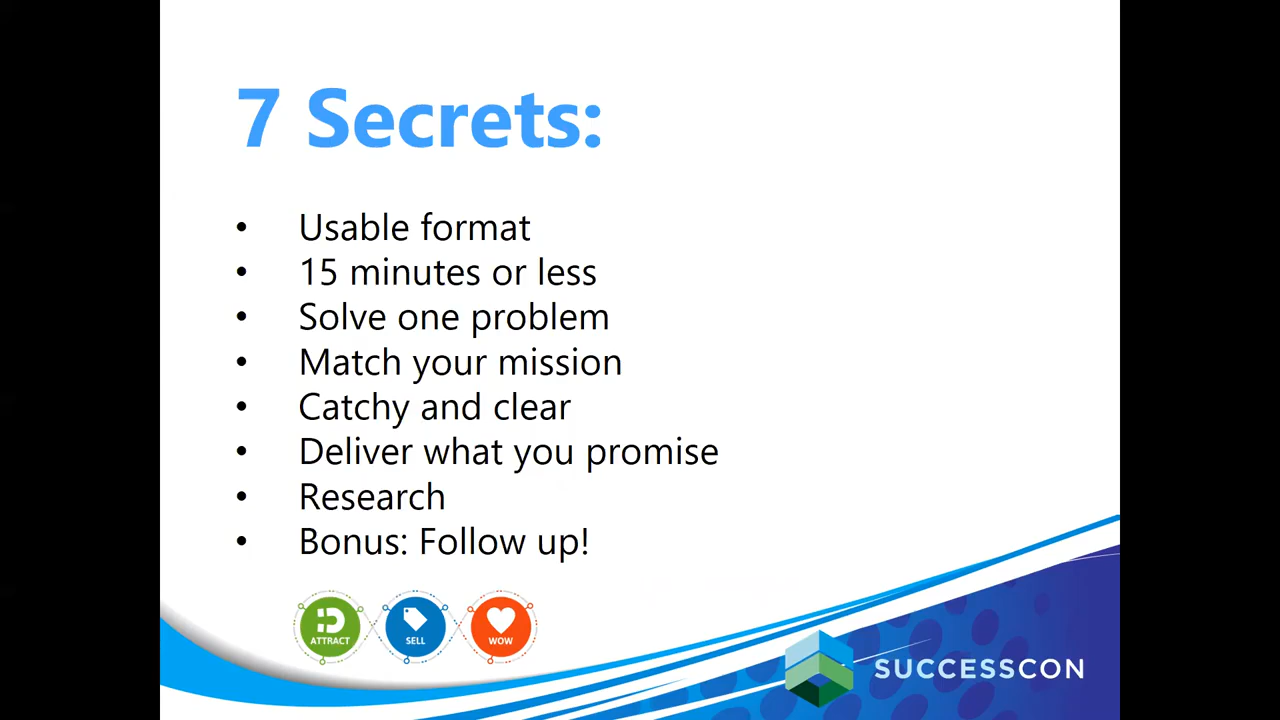 7 Secrets:
• Usable format
• 15 minutes or less
• Solve one problem
• Match your mission
• Catchy and clear
• Deliver what you promise
• Research
• Bonus: Follow up!
ATTRACT
SELL
WOW
SUCCESSCON